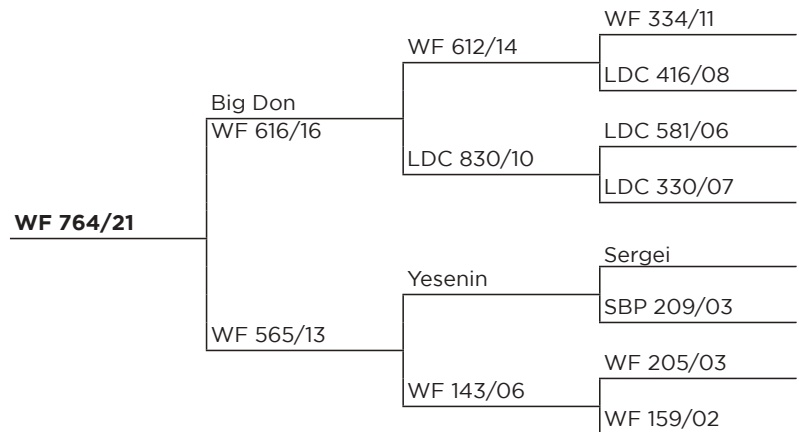 WF 334/11
WF 612/14
LDC 416/08
Big Don
WF 616/16
LDC 581/06
LDC 830/10
LDC 330/07
WF 764/21
Sergei
Yesenin
SBP 209/03
WF 565/13
WF 205/03
WF 143/06
WF 159/02